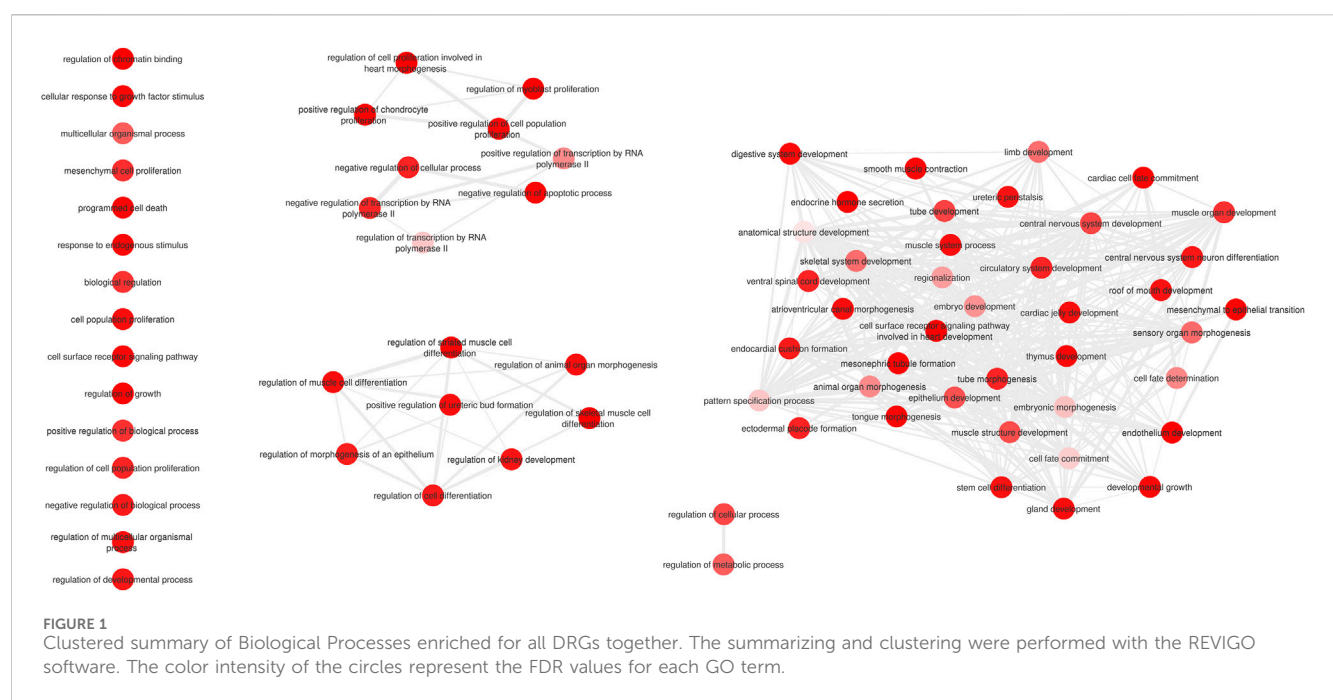 regulation of chromatin binding
cellular response to growth factor stimulus
multicellular organismal process
mesenchymal cell proliferation
programmed cell death
response to endogenous stimulus
biological regulation
cell population proliferation
cell surface receptor signaling pathway
regulation of growth
positive regulation of biological process
regulation of cell population proliferation
negative regulation of biological process
regulation of multicellular organismal
process
regulation of developmental process
regulation of cell proliferation involved in
heart morphogenesis
regulation of myoblast proliferation
positive regulation of chondrocyte
proliferation
positive regulation of cell population
proliferation
positive regulation of transcription by RNA
polymerase II
negative regulation of cellular process
negative regulation of apoptotic process
negative regulation of transcription by RNA
polymerase II
regulation of transcription by RNA
polymerase II
regulation of striated muscle cell
differentiation
regulation of animal organ morphogenesis
regulation of muscle cell differentiation
positive regulation of ureteric bud formation
regulation of skeletal muscle cell
differentiation
regulation of morphogenesis of an epithelium
regulation of kidney development
regulation of cell differentiation
regulation of cellular process
regulation of metabolic process
digestive system development
limb development
smooth muscle contraction
cardiac cell fate commitment
endocrine hormone secretion
ureteric peristalsis
tube development
muscle organ development
central nervous system development
anatomical structure development
muscle system process
skeletal system development
circulatory system development
central nervous system neuron differentiation
regionalization
ventral spinal cord development
roof of mouth development
embryo development
atrioventricular canal morphogenesis
cardiac jelly development
mesenchymal to epithelial transition
cell surface receptor signaling pathway
involved in heart development
sensory organ morphogenesis
endocardial cushion formation
mesonephric tubule formation
thymus development
tube morphogenesis
cell fate determination
animal organ morphogenesis
epithelium development
pattern specification process
embryonic morphogenesis
tongue morphogenesis
ectodermal placode formation
muscle structure development
endothelium development
cell fate commitment
stem cell differentiation
developmental growth
gland development
FIGURE 1
Clustered summary of Biological Processes enriched for all DRGs together. The summarizing and clustering were performed with the REVIGO
software. The color intensity of the circles represent the FDR values for each GO term.